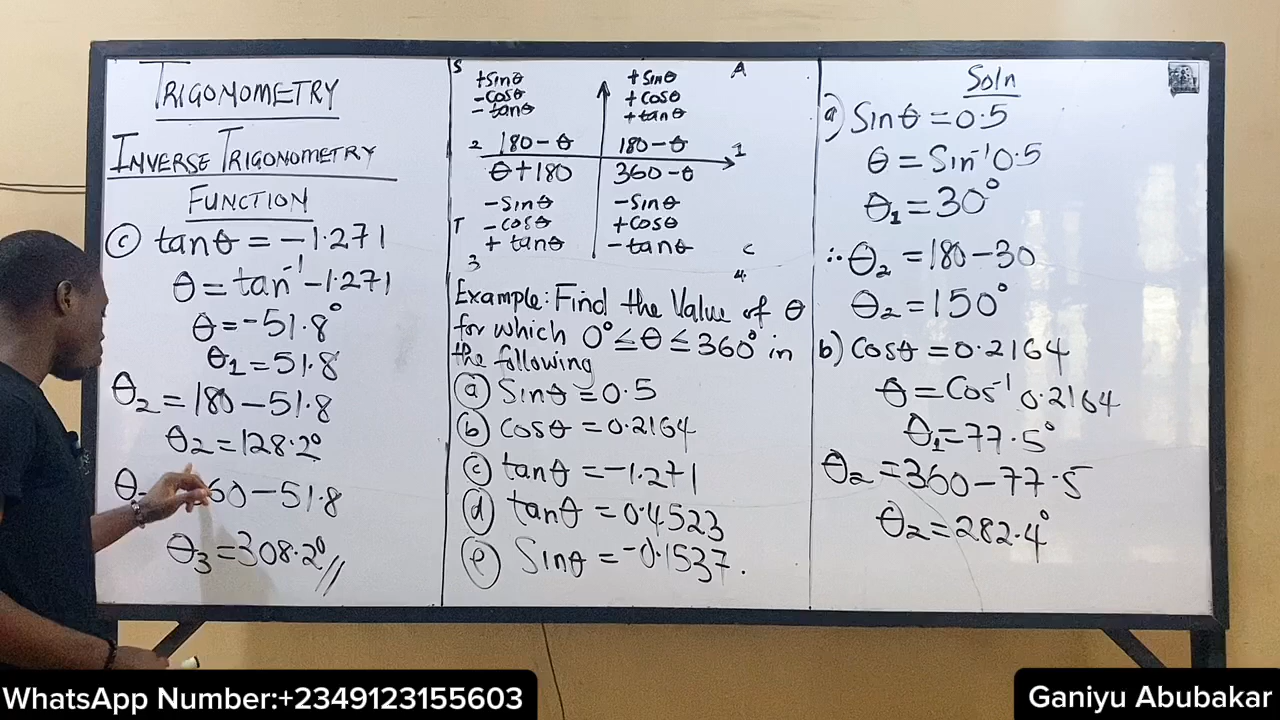 TRIGONOMETRY
INVERSE TRIGONOMETRY
FUNCTION
(c) tanθ = -1.271
θ = tan⁻¹ -1.271
θ = -51.8°
θ₁ = 51.8°
θ₂ = 180 - 51.8
θ₂ = 128.2°
60 - 51.8
θ₃ = 308.2°//
S
+Sinθ
-Cosθ
-tanθ
2 180 - θ
+Sinθ
+Cosθ
+tanθ
A
180 - θ
1
θ + 180
-Sinθ
T -Cosθ
+ tanθ
3
360 - θ
-Sinθ
+Cosθ
-tanθ
C
4.
Example: Find the Value of θ
for which 0° ≤ θ ≤ 360° in
the following
(a) Sinθ = 0.5
(b) Cosθ = 0.2164
(c) tanθ = -1.271
(d) tanθ = 0.4523
(e) Sinθ = -0.1537.
Soln
a) Sinθ = 0.5
θ = Sin⁻¹ 0.5
θ₁ = 30°
∴ θ₂ = 180 - 30
θ₂ = 150°
b) Cosθ = 0.2164
θ = Cos⁻¹ 0.2164
θ₁ = 77.5°
θ₂ = 360 - 77.5
θ₂ = 282.4°
WhatsApp Number:+2349123155603
Ganiyu Abubakar